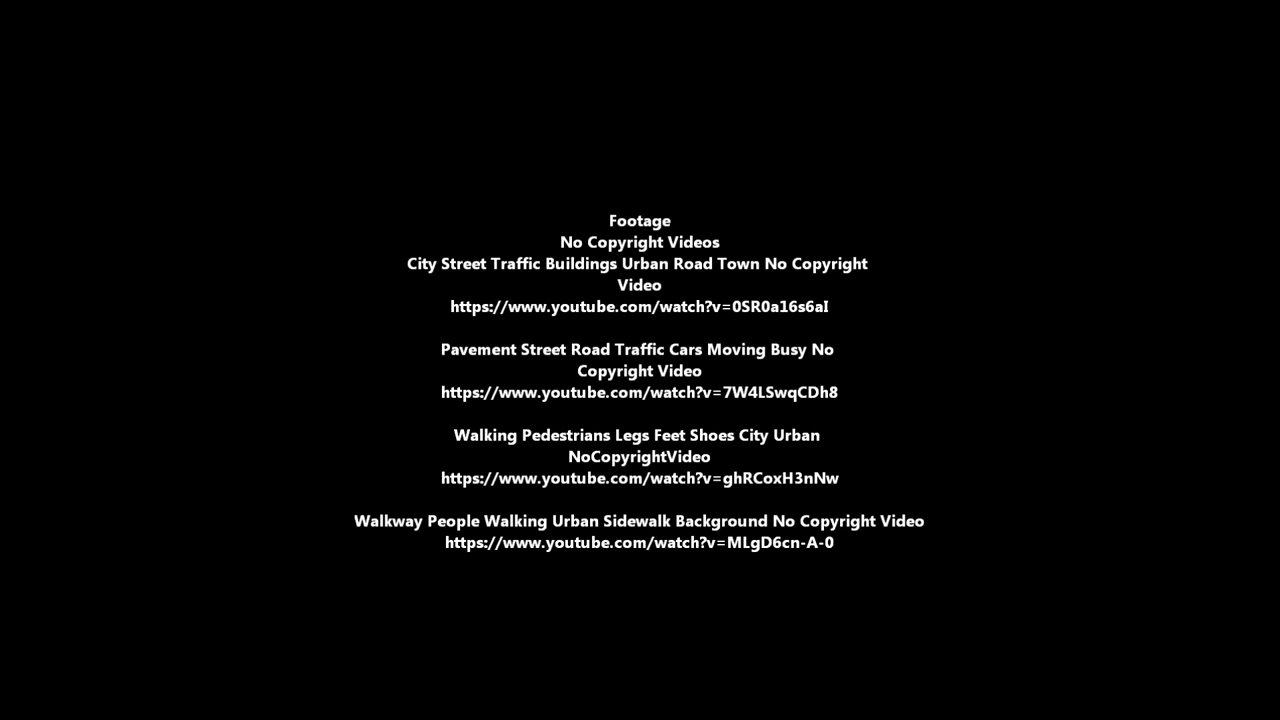 Footage
No Copyright Videos
City Street Traffic Buildings Urban Road Town No Copyright
Video
https://www.youtube.com/watch?v=0SR0a16s6aI
Pavement Street Road Traffic Cars Moving Busy No
Copyright Video
https://www.youtube.com/watch?v=7W4LSwqCDh8
Walking Pedestrians Legs Feet Shoes City Urban
NoCopyrightVideo
https://www.youtube.com/watch?v=ghRCoxH3nNw
Walkway People Walking Urban Sidewalk Background No Copyright Video
https://www.youtube.com/watch?v=MLgD6cn-A-0